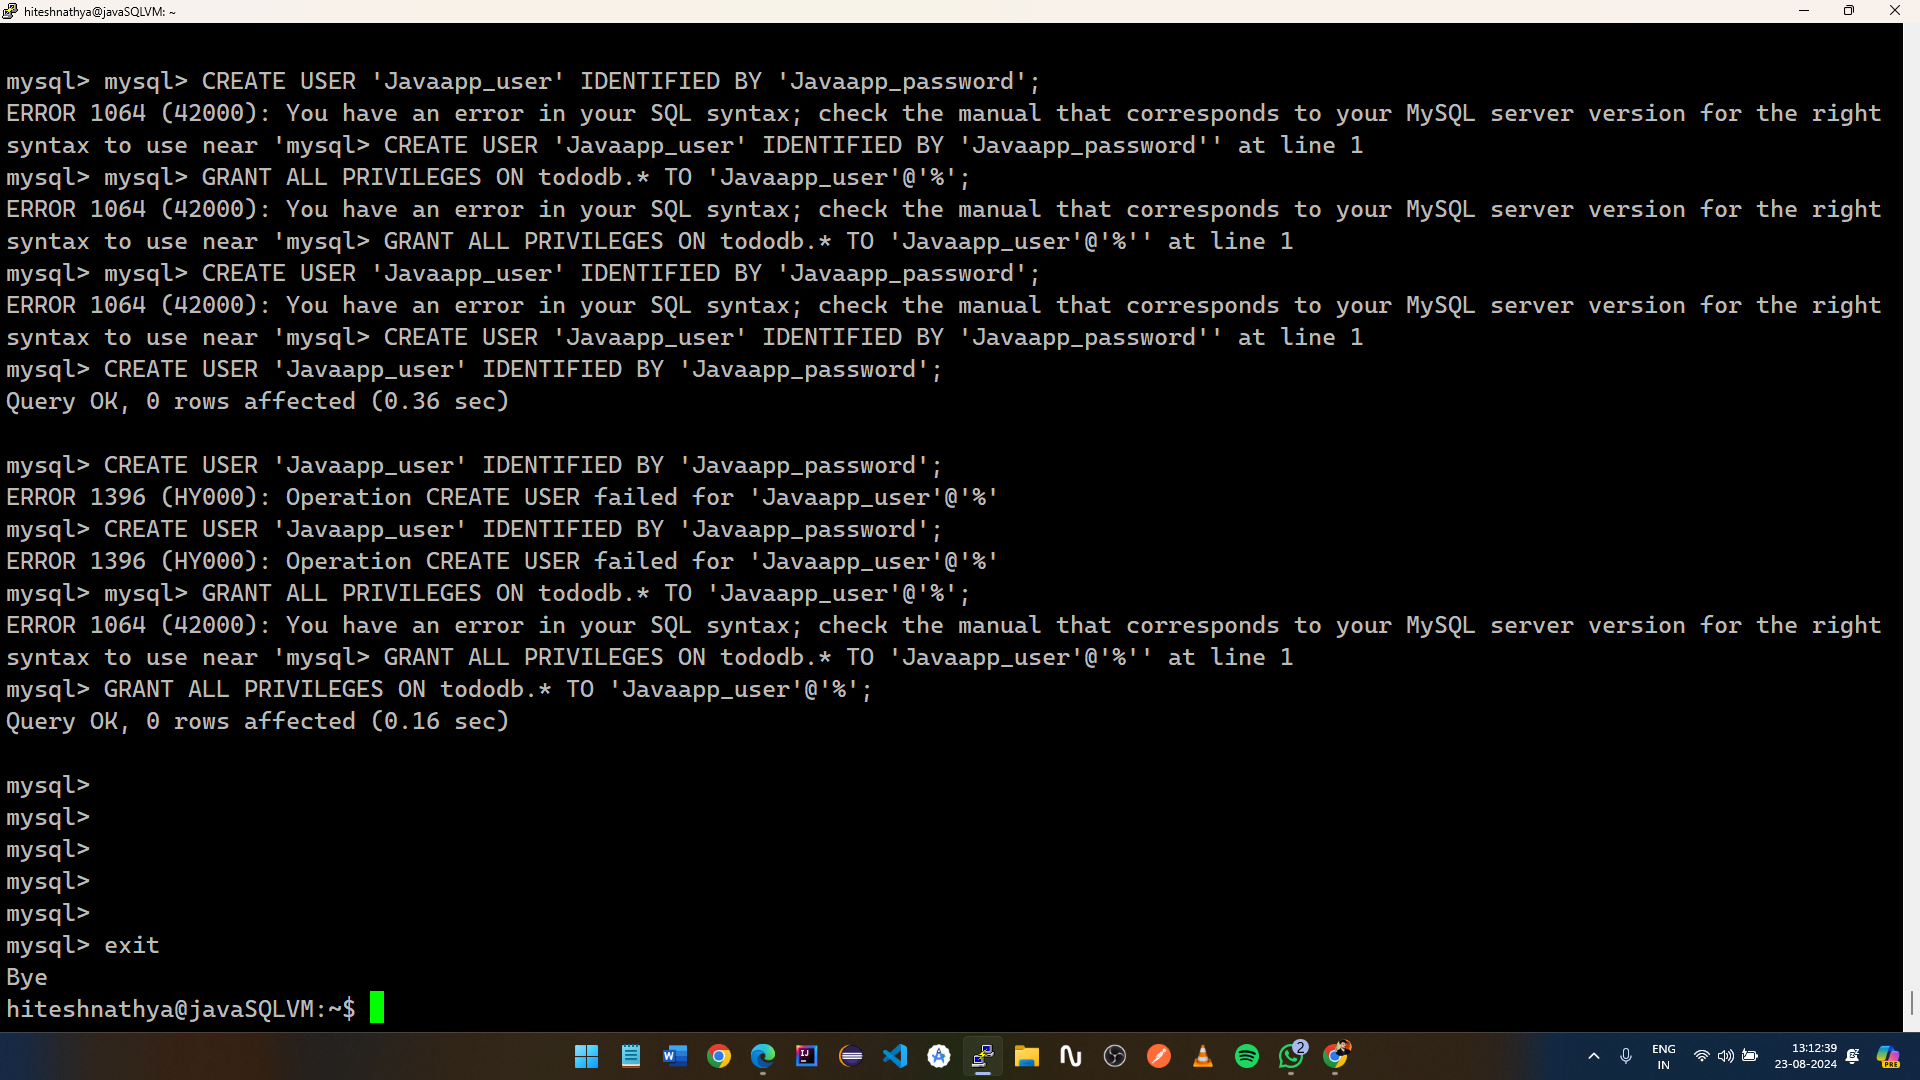 hiteshnathya@javaSQLVM: ~
mysql> mysql> CREATE USER 'Javaapp_user' IDENTIFIED BY 'Javaapp_password';
ERROR 1064 (42000): You have an error in your SQL syntax; check the manual that corresponds to your MySQL server version for the right
syntax to use near 'mysql> CREATE USER 'Javaapp_user' IDENTIFIED BY 'Javaapp_password'' at line 1
mysql> mysql> GRANT ALL PRIVILEGES ON tododb.* TO 'Javaapp_user'@'%';
ERROR 1064 (42000): You have an error in your SQL syntax; check the manual that corresponds to your MySQL server version for the right
syntax to use near 'mysql> GRANT ALL PRIVILEGES ON tododb.* TO 'Javaapp_user'@'%'' at line 1
mysql> mysql> CREATE USER 'Javaapp_user' IDENTIFIED BY 'Javaapp_password';
ERROR 1064 (42000): You have an error in your SQL syntax; check the manual that corresponds to your MySQL server version for the right
syntax to use near 'mysql> CREATE USER 'Javaapp_user' IDENTIFIED BY 'Javaapp_password'' at line 1
mysql> CREATE USER 'Javaapp_user' IDENTIFIED BY 'Javaapp_password';
Query OK, 0 rows affected (0.36 sec)
mysql> CREATE USER 'Javaapp_user' IDENTIFIED BY 'Javaapp_password';
ERROR 1396 (HY000): Operation CREATE USER failed for 'Javaapp_user'@'%'
mysql> CREATE USER 'Javaapp_user' IDENTIFIED BY 'Javaapp_password';
ERROR 1396 (HY000): Operation CREATE USER failed for 'Javaapp_user'@'%'
mysql> mysql> GRANT ALL PRIVILEGES ON tododb.* TO 'Javaapp_user'@'%';
ERROR 1064 (42000): You have an error in your SQL syntax; check the manual that corresponds to your MySQL server version for the right
syntax to use near 'mysql> GRANT ALL PRIVILEGES ON tododb.* TO 'Javaapp_user'@'%'' at line 1
mysql> GRANT ALL PRIVILEGES ON tododb.* TO 'Javaapp_user'@'%';
Query OK, 0 rows affected (0.16 sec)
mysql>
mysql>
mysql>
mysql>
mysql>
mysql> exit
Bye
hiteshnathya@javaSQLVM:~$
2
ENG
IN
13:12:39
23-08-2024
PRE